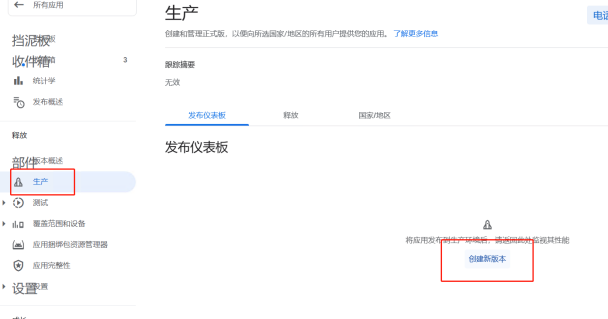 所有应用
挡泥板
收件箱
3
统计学
发布概述
释放
部件
版本概述
生产
测试
覆盖范围和设备
应用捆绑包资源管理器
应用完整性
设置
生产
电话
创建和管理正式版，以便向所选国家/地区的所有用户提供您的应用。 了解更多信息
跟踪摘要
无效
发布仪表板 释放 国家/地区
发布仪表板
将应用发布到生产环境后，请返回此处监视其性能
创建新版本